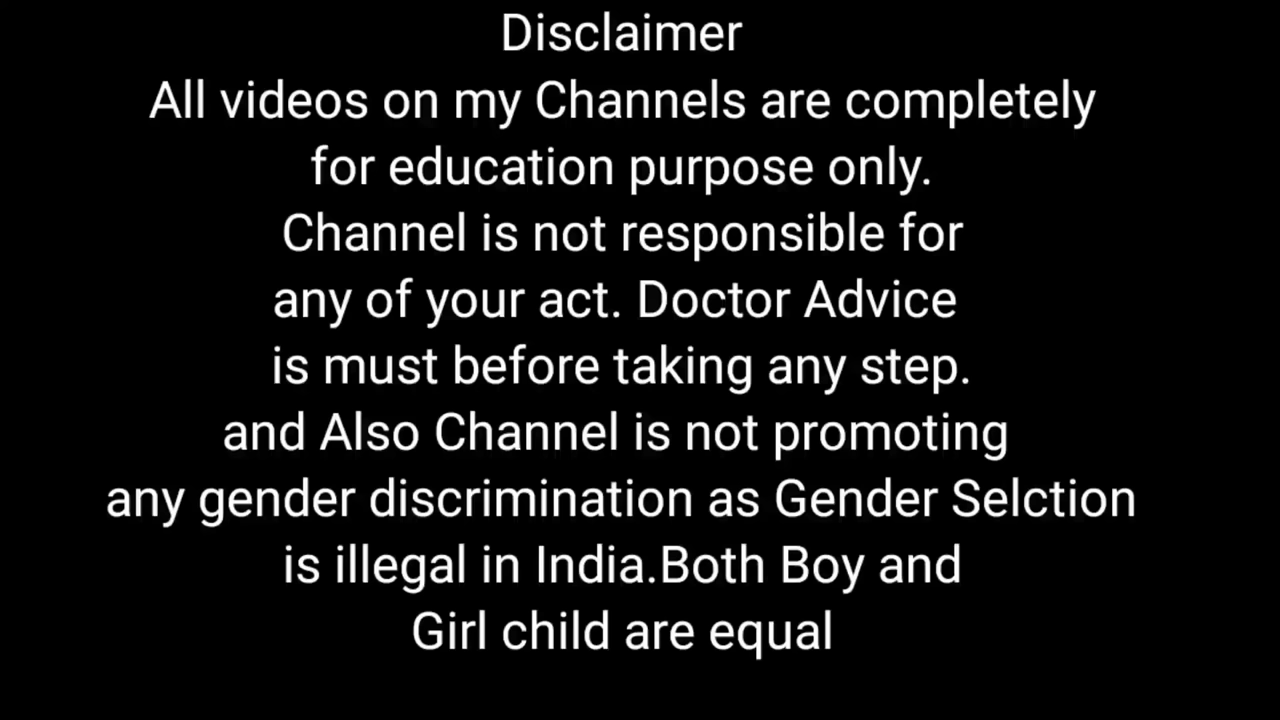 Disclaimer
All videos on my Channels are completely
for education purpose only.
Channel is not responsible for
any of your act. Doctor Advice
is must before taking any step.
and Also Channel is not promoting
any gender discrimination as Gender Selction
is illegal in India.Both Boy and
Girl child are equal